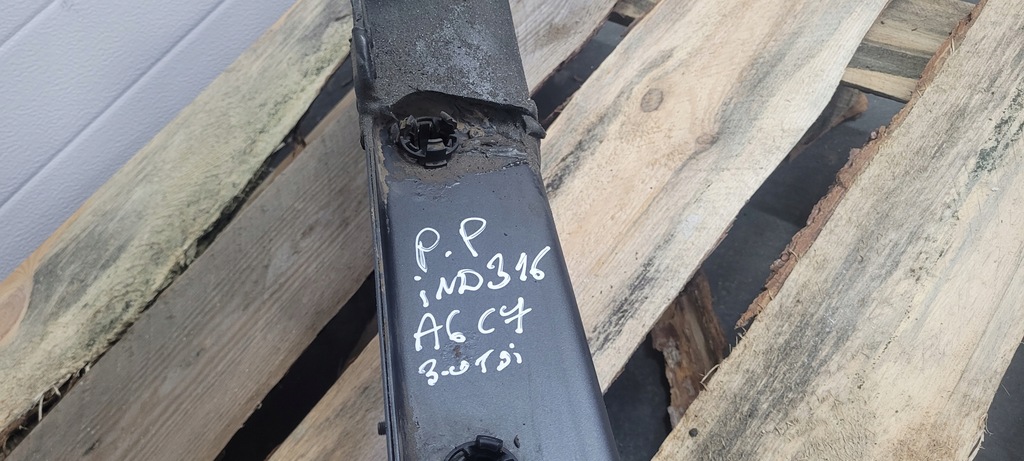 P.P
iND316
A6 C7
3.0TDi